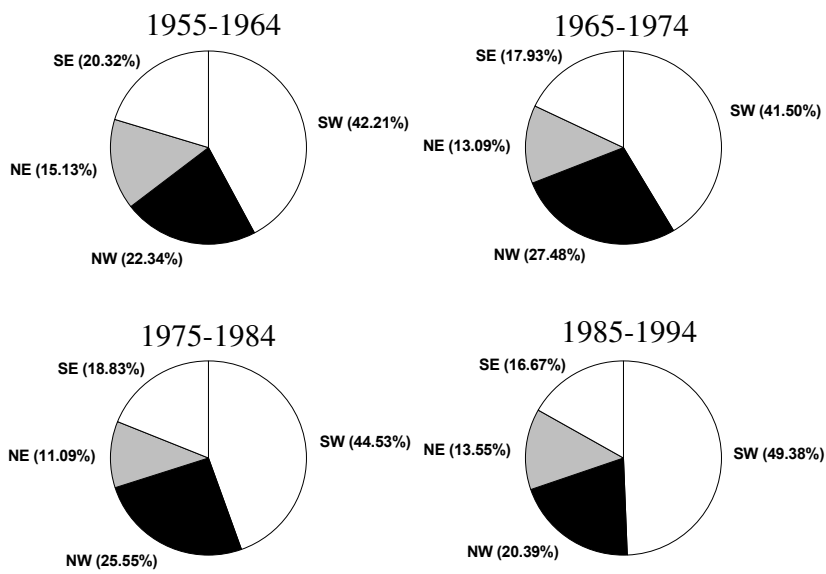 1955-1964
SE (20.32%)
SW (42.21%)
NE (15.13%)
NW (22.34%)
1965-1974
SE (17.93%)
SW (41.50%)
NE (13.09%)
NW (27.48%)
1975-1984
SE (18.83%)
SW (44.53%)
NE (11.09%)
NW (25.55%)
1985-1994
SE (16.67%)
SW (49.38%)
NE (13.55%)
NW (20.39%)